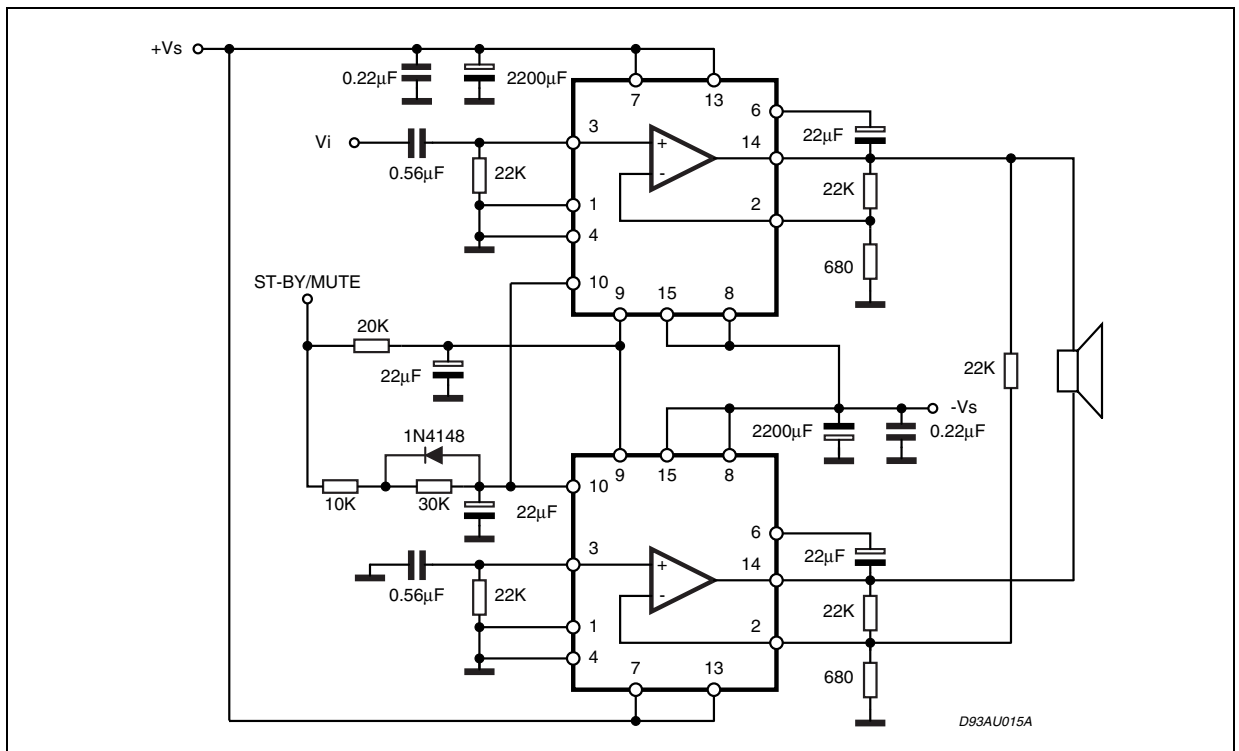 +Vs
0.22µF
2200µF
7
13
6
22µF
Vi
3
+
14
0.56µF
22K
-
22K
1
2
4
680
ST-BY/MUTE
10
9
15
8
20K
22µF
22K
-Vs
2200µF
0.22µF
1N4148
9
15
8
10
10K
30K
22µF
6
22µF
3
+
14
0.56µF
22K
-
22K
1
2
4
7
13
680
D93AU015A